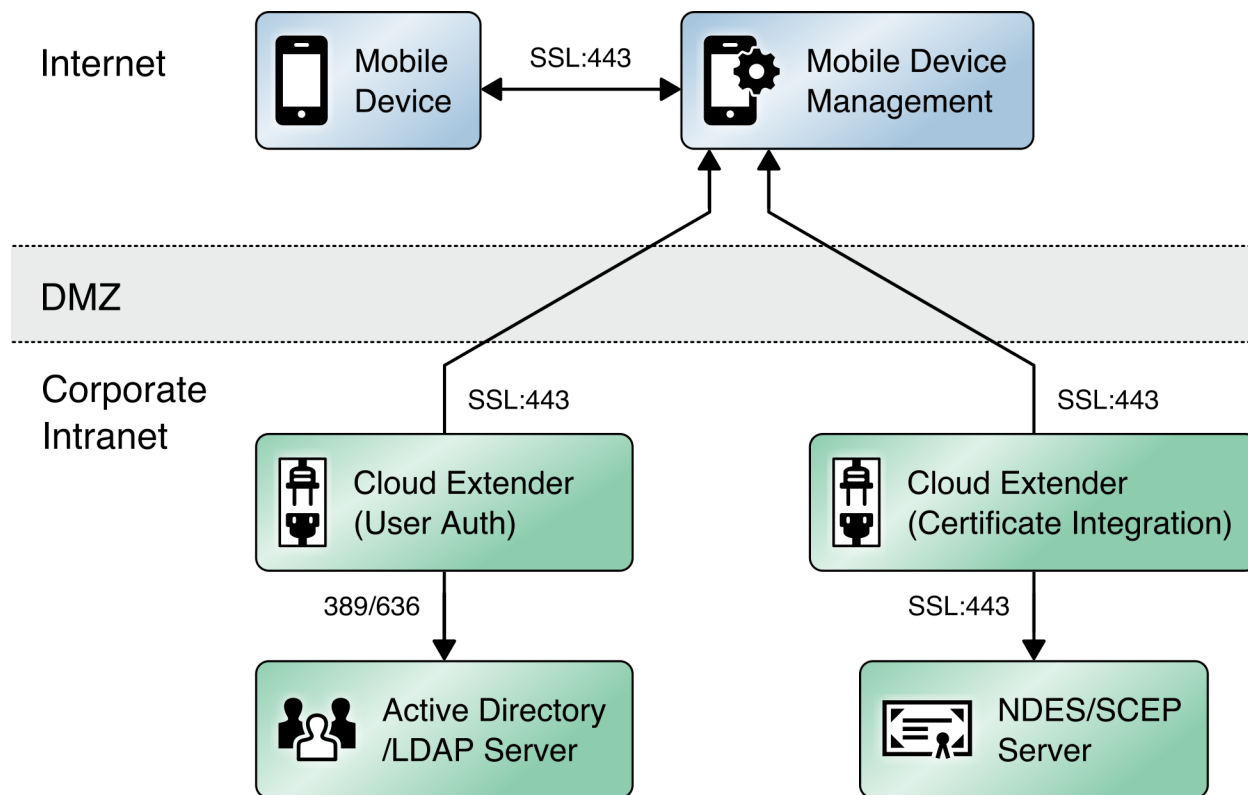 Internet
Mobile
Device
SSL:443
Mobile Device
Management
DMZ
Corporate
Intranet
SSL:443
SSL:443
Cloud Extender
(User Auth)
Cloud Extender
(Certificate Integration)
389/636
SSL:443
Active Directory
/LDAP Server
NDES/SCEP
Server